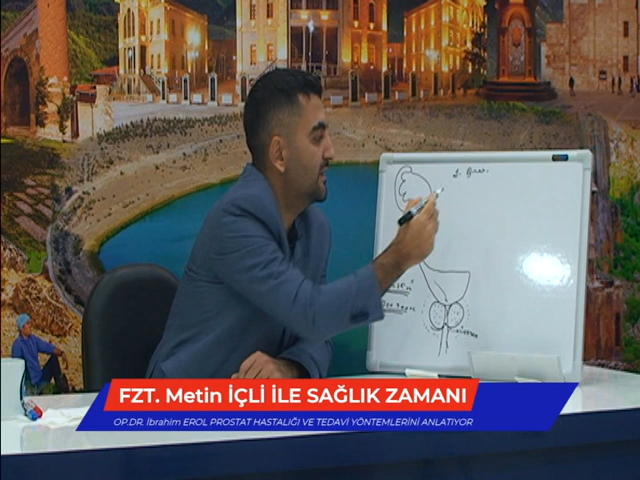 FZT. Metin İÇLİ İLE SAĞLIK ZAMANI
OP.DR. İbrahim EROL PROSTAT HASTALIĞI VE TEDAVİ YÖNTEMLERİNİ ANLATIYOR